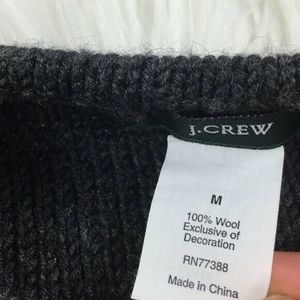 J.CREW
M
100% Wool
Exclusive of
Decoration
RN77388
Made in China